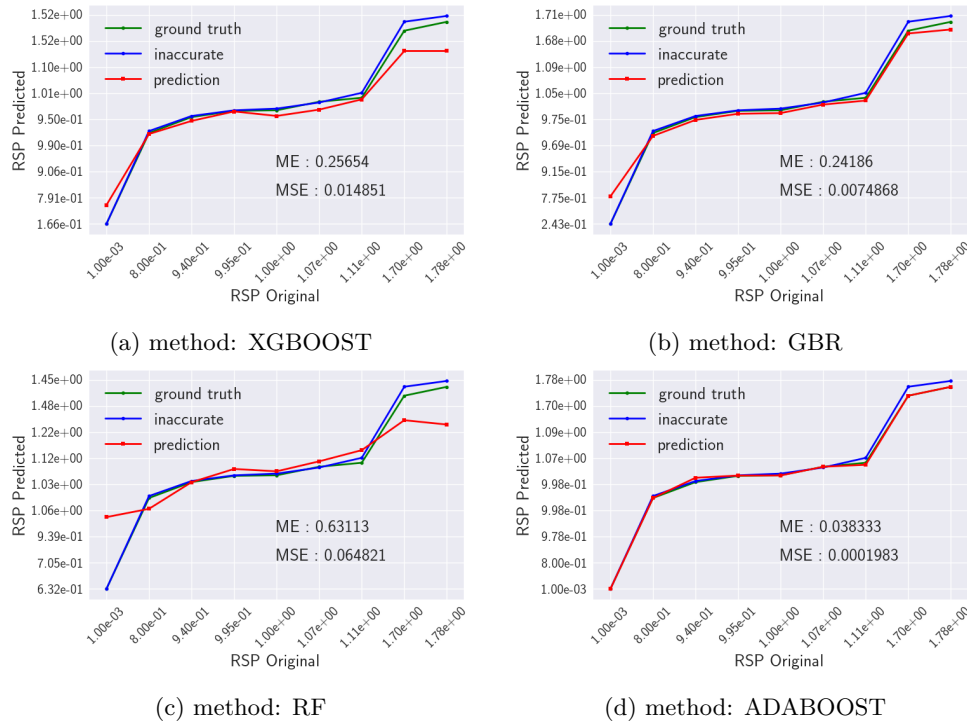 1.52e+00
1.52e+00
1.10e+00
1.01e+00
9.50e-01
9.90e-01
9.06e-01
7.91e-01
1.66e-01
RSP Predicted
ground truth
inaccurate
prediction
ME : 0.25654
MSE : 0.014851
1.00e-03
8.00e-01
9.40e-01
9.95e-01
1.00e+00
1.07e+00
1.11e+00
1.70e+00
1.78e+00
RSP Original
(a) method: XGBOOST
1.71e+00
1.68e+00
1.09e+00
1.05e+00
9.75e-01
9.69e-01
9.15e-01
7.75e-01
2.43e-01
RSP Predicted
ground truth
inaccurate
prediction
ME : 0.24186
MSE : 0.0074868
1.00e-03
8.00e-01
9.40e-01
9.95e-01
1.00e+00
1.07e+00
1.11e+00
1.70e+00
1.78e+00
RSP Original
(b) method: GBR
1.45e+00
1.48e+00
1.22e+00
1.12e+00
1.03e+00
1.06e+00
9.39e-01
7.05e-01
6.32e-01
RSP Predicted
ground truth
inaccurate
prediction
ME : 0.63113
MSE : 0.064821
1.00e-03
8.00e-01
9.40e-01
9.95e-01
1.00e+00
1.07e+00
1.11e+00
1.70e+00
1.78e+00
RSP Original
(c) method: RF
1.78e+00
1.70e+00
1.09e+00
1.07e+00
9.98e-01
9.98e-01
9.78e-01
8.00e-01
1.00e-03
RSP Predicted
ground truth
inaccurate
prediction
ME : 0.038333
MSE : 0.0001983
1.00e-03
8.00e-01
9.40e-01
9.95e-01
1.00e+00
1.07e+00
1.11e+00
1.70e+00
1.78e+00
RSP Original
(d) method: ADABOOST